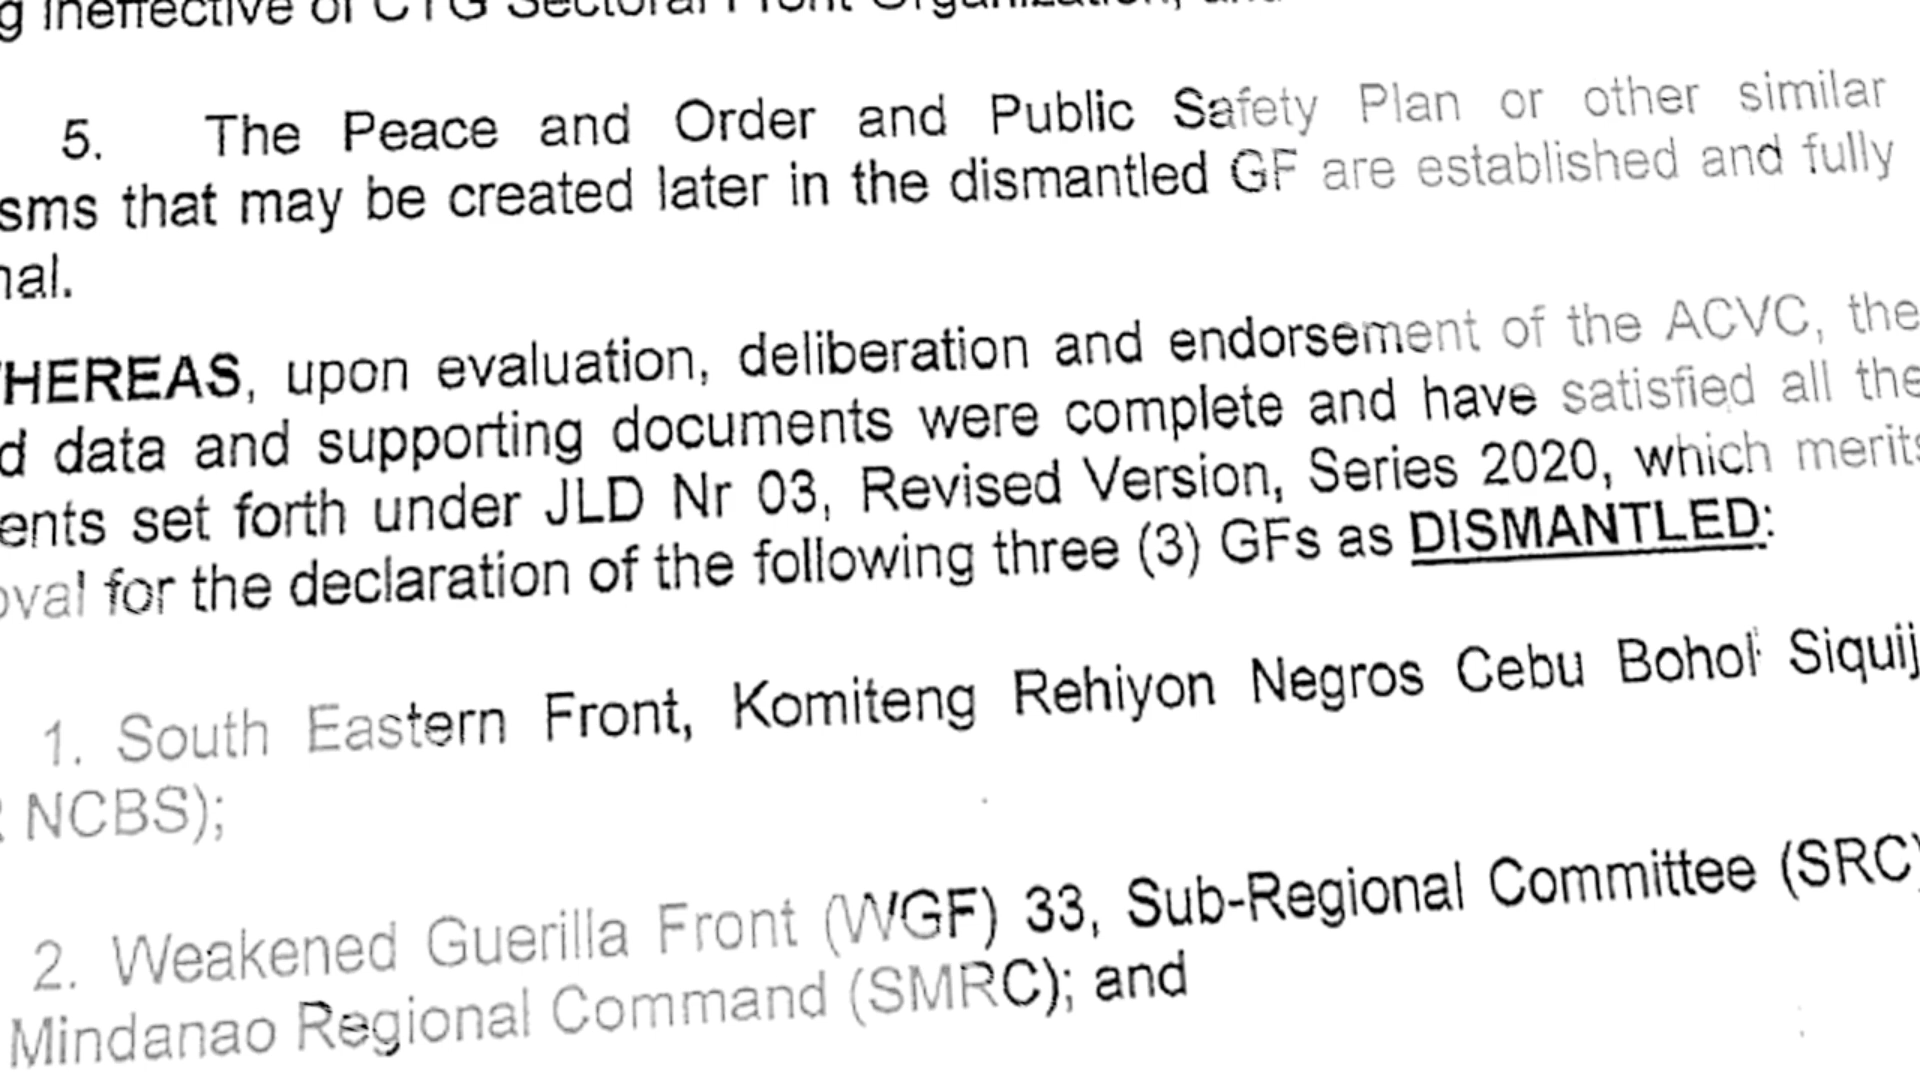 ineffective of CTG Sectoral Front Organization, and
5. The Peace and Order and Public Safety Plan or other similar
sms that may be created later in the dismantled GF are established and fully
nal.
WHEREAS, upon evaluation, deliberation and endorsement of the ACVC, the
d data and supporting documents were complete and have satisfied all the
ents set forth under JLD Nr 03, Revised Version, Series 2020, which merits
oval for the declaration of the following three (3) GFs as DISMANTLED:
1. South Eastern Front, Komiteng Rehiyon Negros Cebu Bohol Siquij
NCBS);
2. Weakened Guerilla Front (WGF) 33, Sub-Regional Committee (SRC)
Mindanao Regional Command (SMRC); and